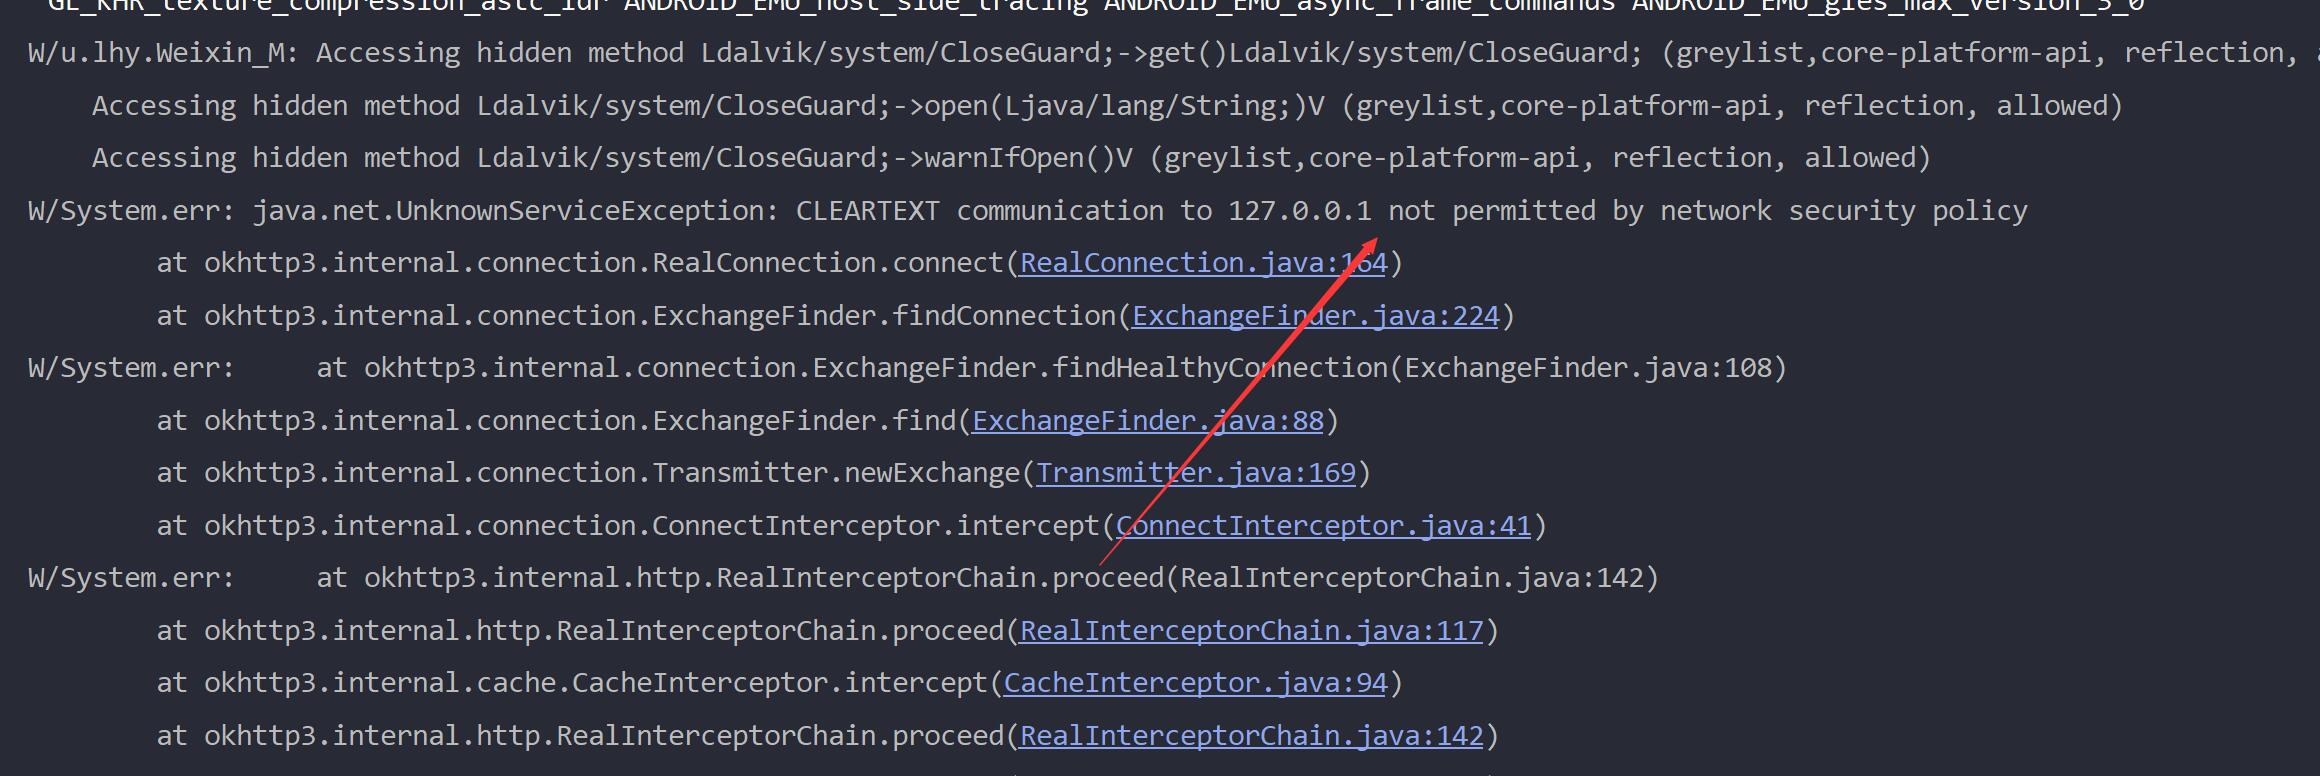 GL_KHR_texture_compression_astc_ldr ANDROID_EMU_host_side_tracing ANDROID_EMU_async_frame_commands ANDROID_EMU_gles_max_version_3_0
W/u.lhy.Weixin_M: Accessing hidden method Ldalvik/system/CloseGuard;->get()Ldalvik/system/CloseGuard; (greylist,core-platform-api, reflection,
    Accessing hidden method Ldalvik/system/CloseGuard;->open(Ljava/lang/String;)V (greylist,core-platform-api, reflection, allowed)
    Accessing hidden method Ldalvik/system/CloseGuard;->warnIfOpen()V (greylist,core-platform-api, reflection, allowed)
W/System.err: java.net.UnknownServiceException: CLEARTEXT communication to 127.0.0.1 not permitted by network security policy
        at okhttp3.internal.connection.RealConnection.connect(RealConnection.java:164)
        at okhttp3.internal.connection.ExchangeFinder.findConnection(ExchangeFinder.java:224)
W/System.err:     at okhttp3.internal.connection.ExchangeFinder.findHealthyConnection(ExchangeFinder.java:108)
        at okhttp3.internal.connection.ExchangeFinder.find(ExchangeFinder.java:88)
        at okhttp3.internal.connection.Transmitter.newExchange(Transmitter.java:169)
        at okhttp3.internal.connection.ConnectInterceptor.intercept(ConnectInterceptor.java:41)
W/System.err:     at okhttp3.internal.http.RealInterceptorChain.proceed(RealInterceptorChain.java:142)
        at okhttp3.internal.http.RealInterceptorChain.proceed(RealInterceptorChain.java:117)
        at okhttp3.internal.cache.CacheInterceptor.intercept(CacheInterceptor.java:94)
        at okhttp3.internal.http.RealInterceptorChain.proceed(RealInterceptorChain.java:142)